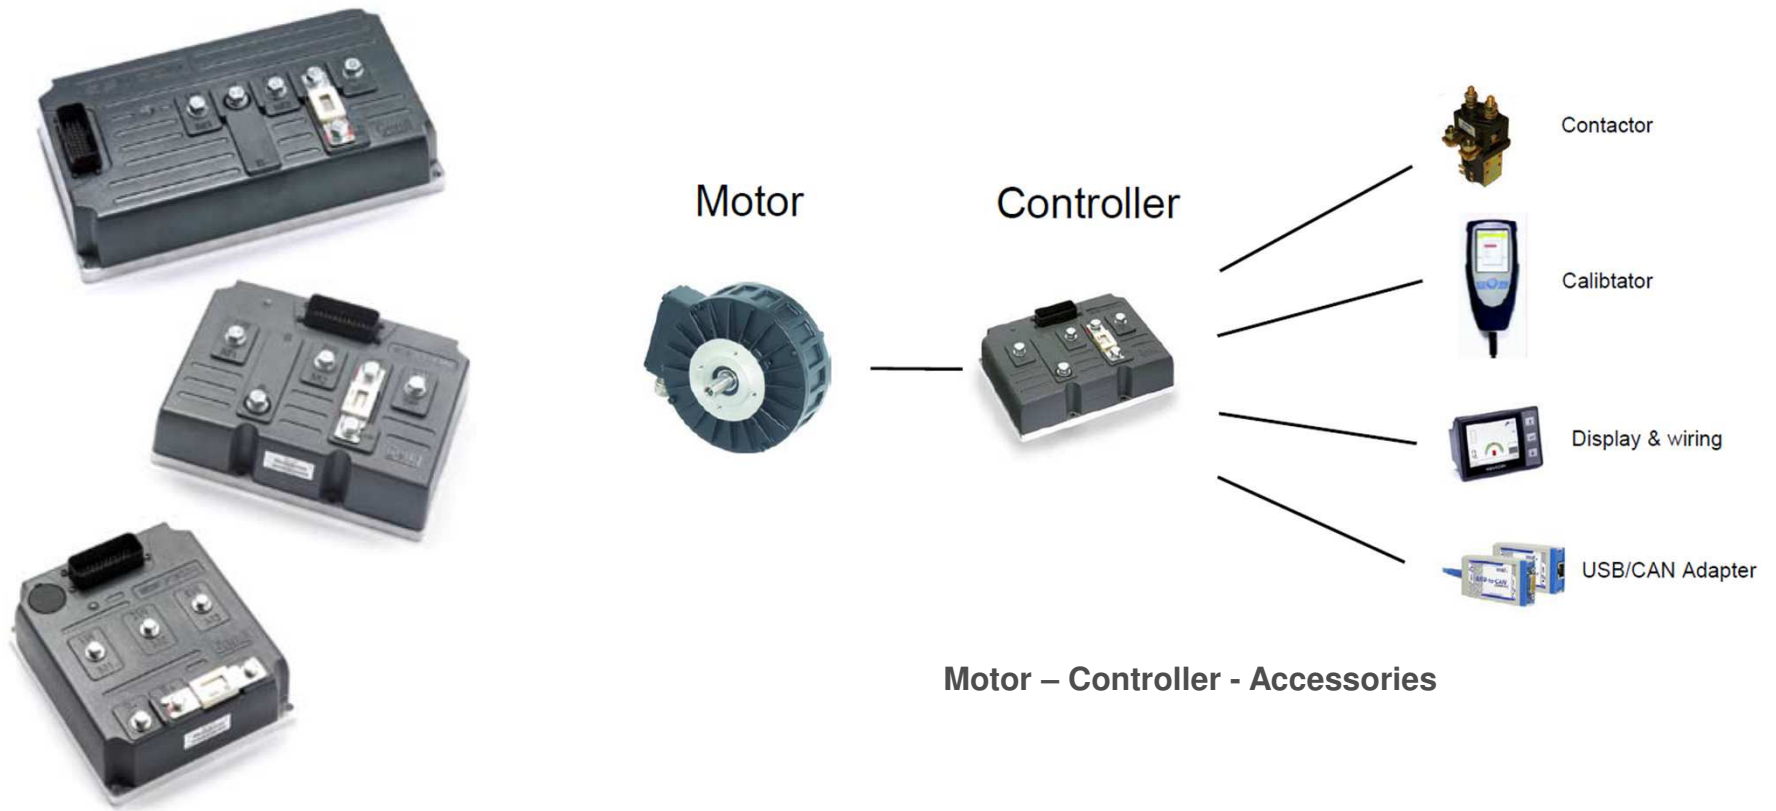 Motor
Controller
Contactor
Calibtator
Display & wiring
USB/CAN Adapter
Motor – Controller - Accessories